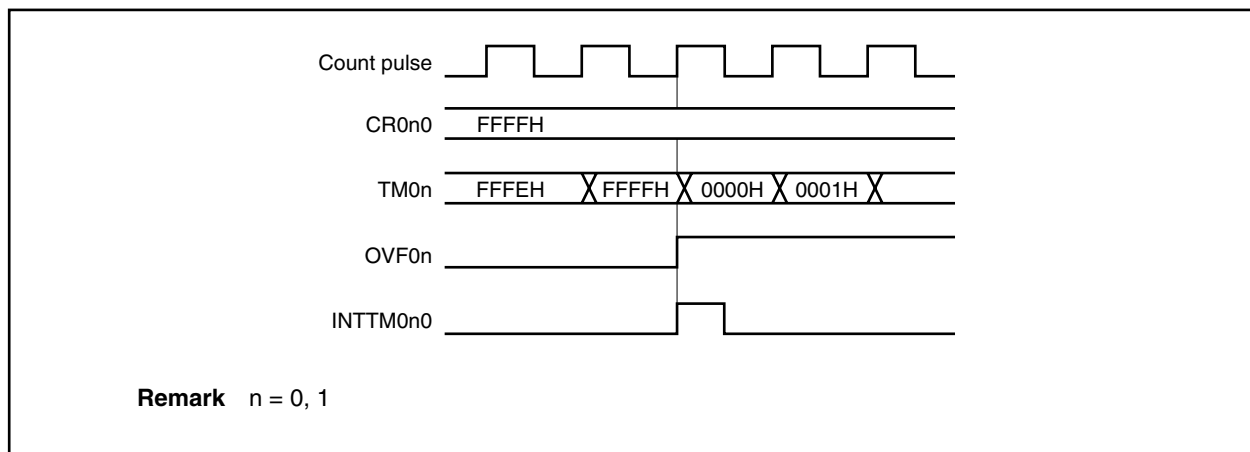 Count pulse
CR0n0 FFFFH
TM0n FFFEH FFFFH 0000H 0001H
OVF0n
INTTM0n0
Remark n = 0, 1